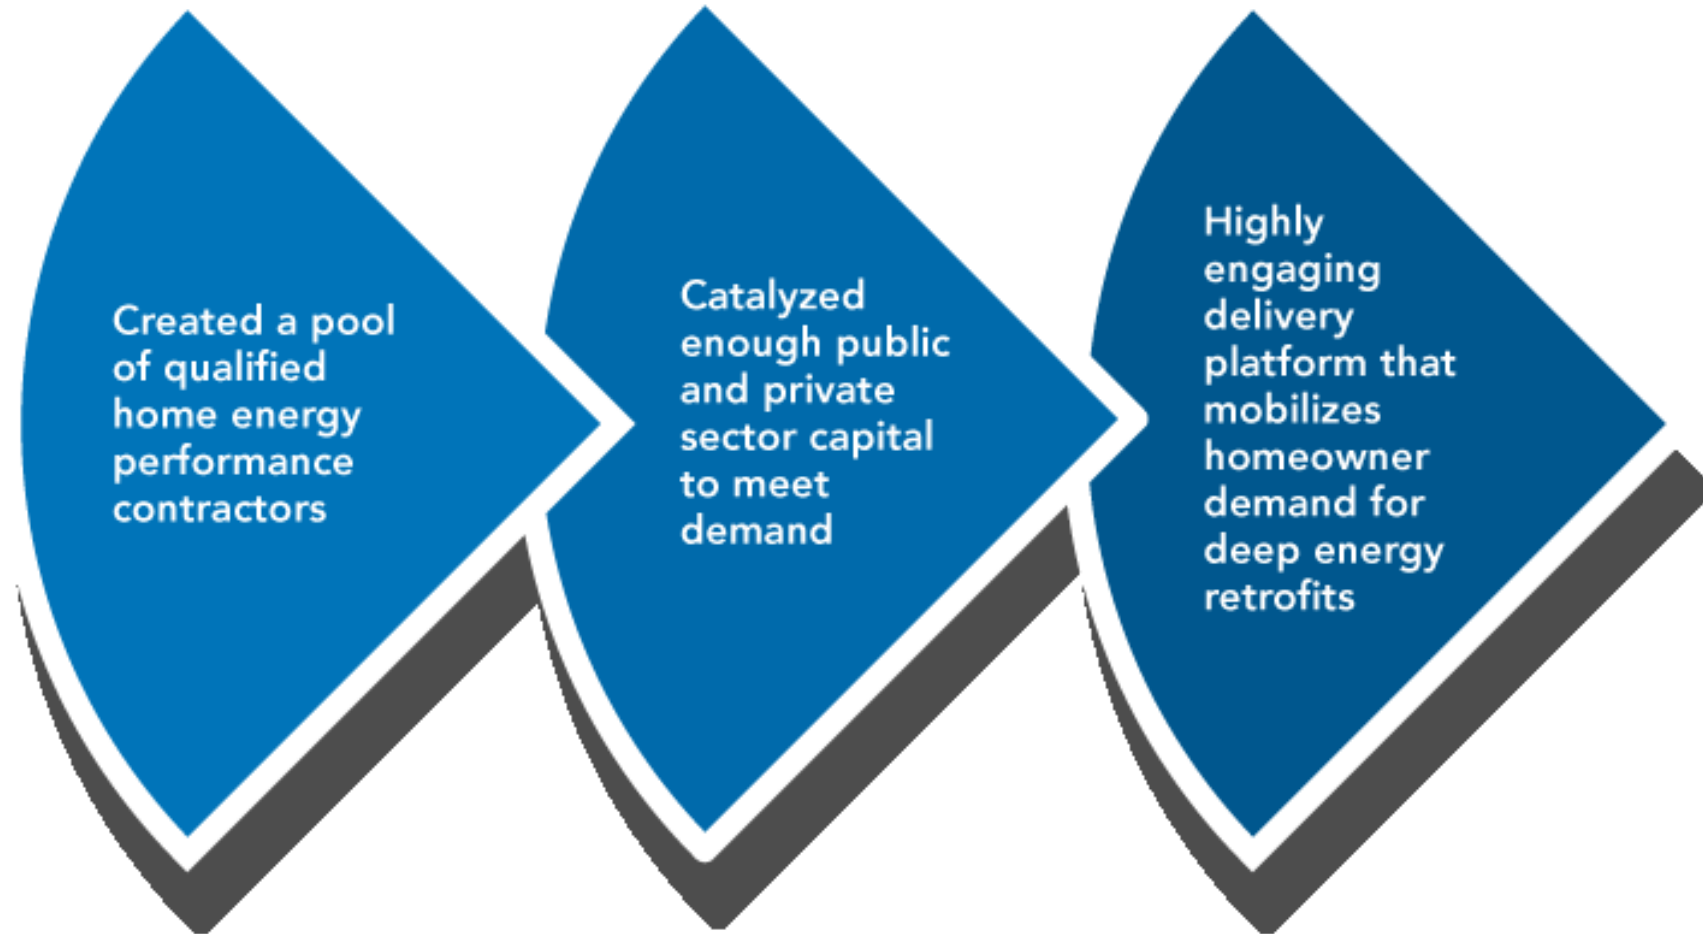 Created a pool
of qualified
home energy
performance
contractors
Catalyzed
enough public
and private
sector capital
to meet
demand
Highly
engaging
delivery
platform that
mobilizes
homeowner
demand for
deep energy
retrofits